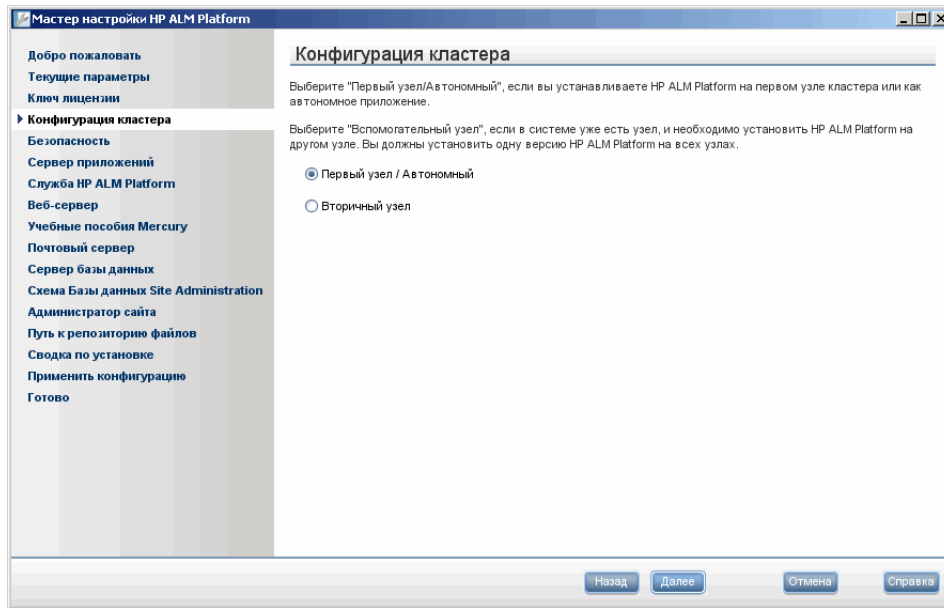 Мастер настройки HP ALM Platform
Добро пожаловать
Текущие параметры
Ключ лицензии
Конфигурация кластера
Безопасность
Сервер приложений
Служба HP ALM Platform
Веб-сервер
Учебные пособия Mercury
Почтовый сервер
Сервер базы данных
Схема Базы данных Site Administration
Администратор сайта
Путь к репозиторию файлов
Сводка по установке
Применить конфигурацию
Готово
Конфигурация кластера
Выберите "Первый узел/Автономный", если вы устанавливаете HP ALM Platform на первом узле кластера или как
автономное приложение.
Выберите "Вспомогательный узел", если в системе уже есть узел, и необходимо установить HP ALM Platform на
другом узле. Вы должны установить одну версию HP ALM Platform на всех узлах.
Первый узел / Автономный
Вторичный узел
Назад
Далее
Отмена
Справка